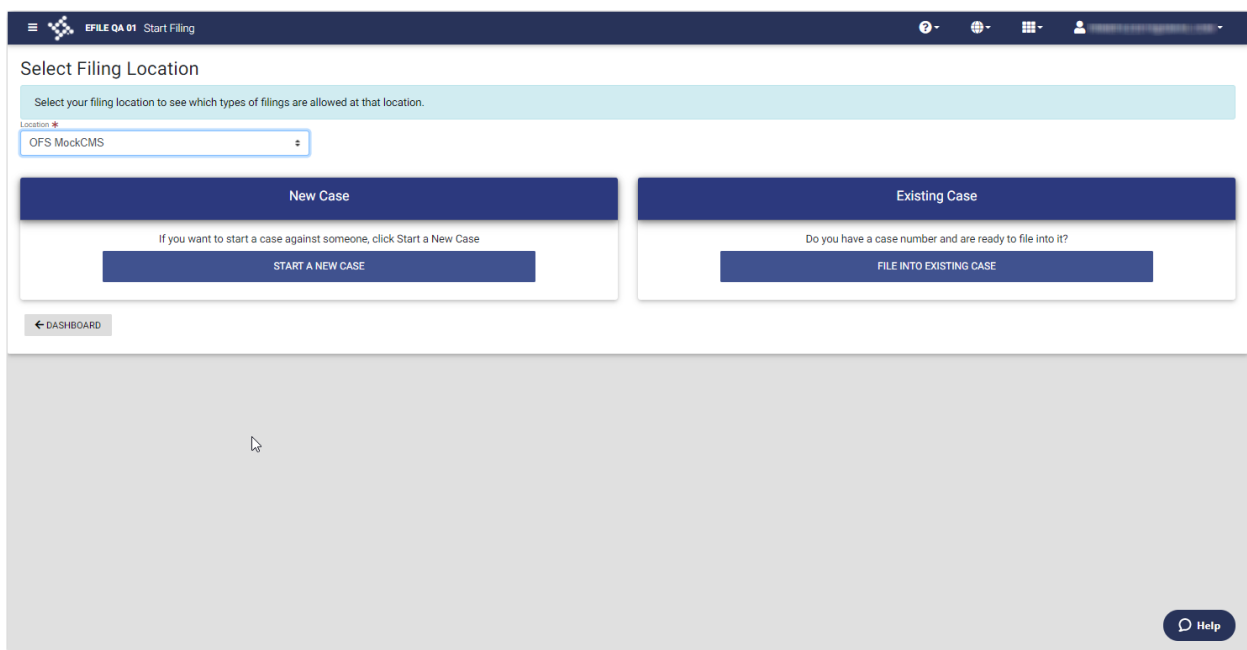 EFILE QA 01 Start Filing
Select Filing Location
Select your filing location to see which types of filings are allowed at that location.
Location *
OFS MockCMS
New Case
If you want to start a case against someone, click Start a New Case
START A NEW CASE
Existing Case
Do you have a case number and are ready to file into it?
FILE INTO EXISTING CASE
DASHBOARD
Help